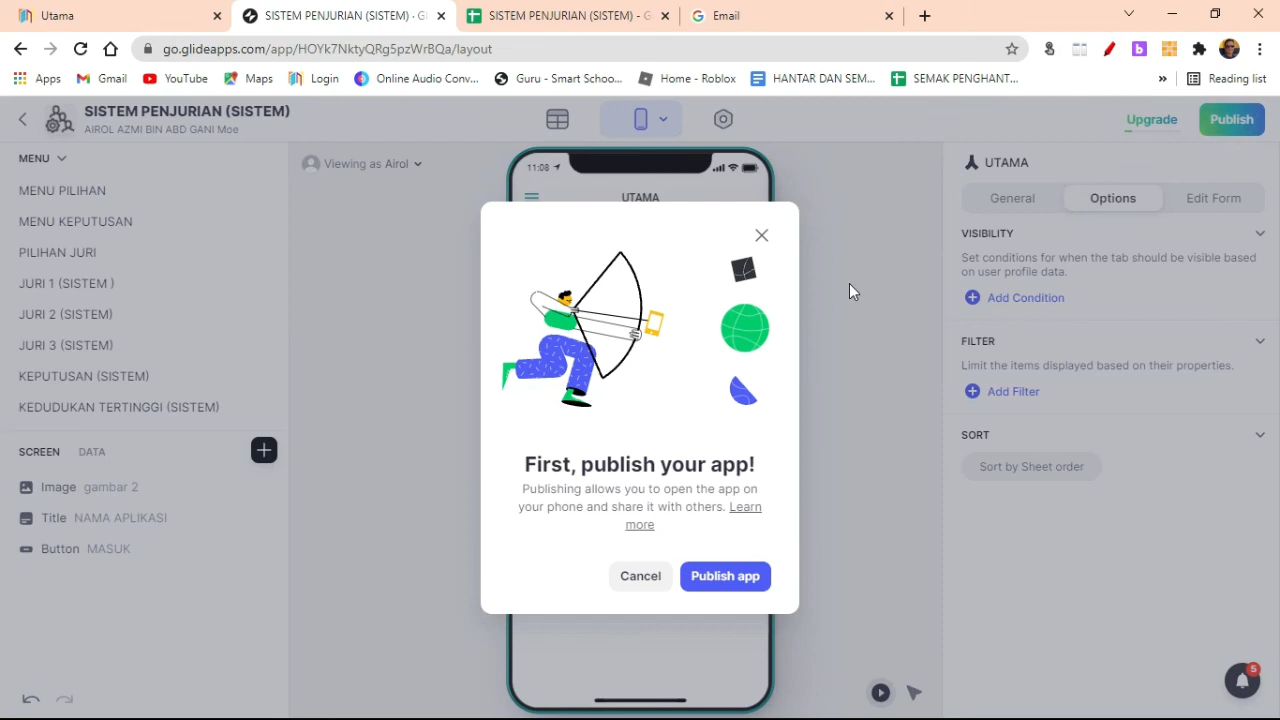 Utama
SISTEM PENJURIAN (SISTEM) · Gl
SISTEM PENJURIAN (SISTEM) - G
Email
go.glideapps.com/app/HOYk7NktyQRg5pzWrBQa/layout
Apps
Gmail
YouTube
Maps
Login
Online Audio Conv...
Guru - Smart Schoo...
Home - Roblox
HANTAR DAN SEM...
SEMAK PENGHANT...
»
Reading list
SISTEM PENJURIAN (SISTEM)
AIROL AZMI BIN ABD GANI Moe
Upgrade
Publish
MENU
MENU PILIHAN
MENU KEPUTUSAN
PILIHAN JURI
JURI 1 (SISTEM )
JURI 2 (SISTEM)
JURI 3 (SISTEM)
KEPUTUSAN (SISTEM)
KEDUDUKAN TERTINGGI (SISTEM)
SCREEN
DATA
Image gambar 2
Title NAMA APLIKASI
Button MASUK
Viewing as Airol
11:08
UTAMA
First, publish your app!
Publishing allows you to open the app on
your phone and share it with others. Learn
more
Cancel
Publish app
UTAMA
General
Options
Edit Form
VISIBILITY
Set conditions for when the tab should be visible based
on user profile data.
Add Condition
FILTER
Limit the items displayed based on their properties.
Add Filter
SORT
Sort by Sheet order
5